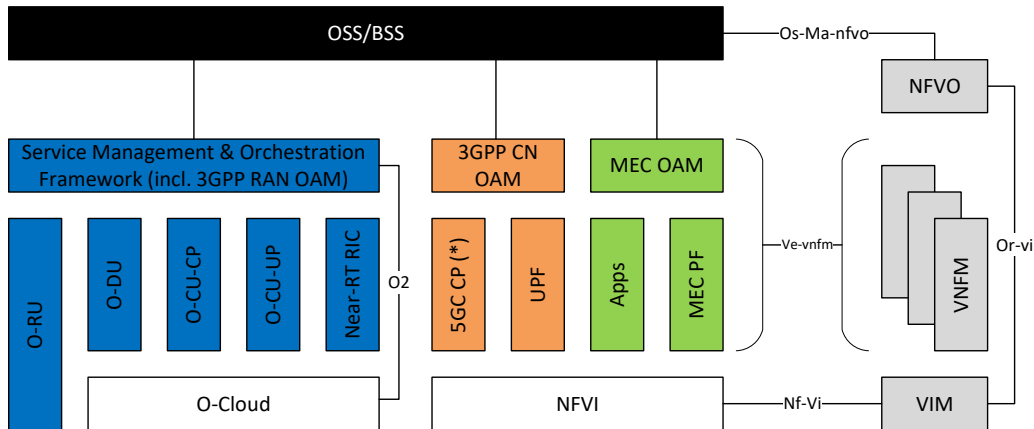 OSS/BSS
Os-Ma-nfvo
NFVO
Service Management & Orchestration
Framework (incl. 3GPP RAN OAM)
3GPP CN
OAM
MEC OAM
O-RU
O-DU
O-CU-CP
O-CU-UP
Near-RT RIC
O2
5GC CP (*)
UPF
Apps
MEC PF
Ve-vnfm
VNFM
Or-vi
O-Cloud
NFVI
Nf-Vi
VIM